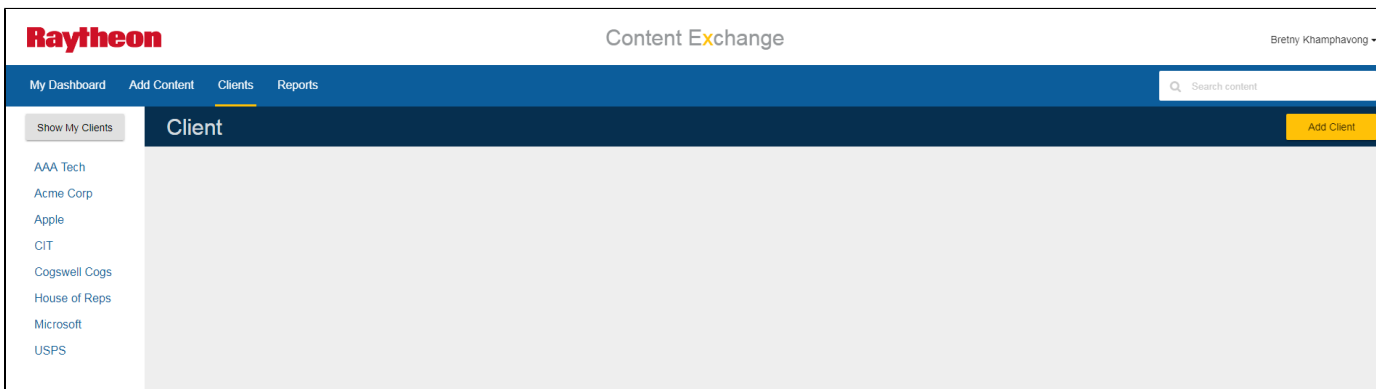 Raytheon
Content Exchange
Bretny Khamphavong
My Dashboard Add Content Clients Reports
Search content
Show My Clients
Client
Add Client
AAA Tech
Acme Corp
Apple
CIT
Cogswell Cogs
House of Reps
Microsoft
USPS